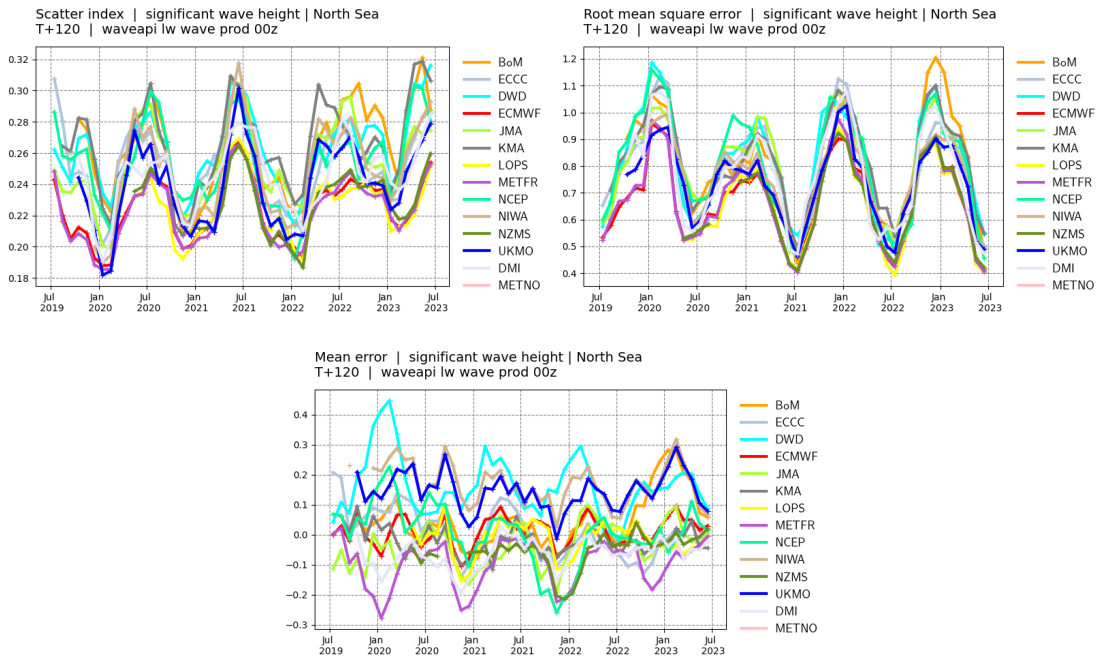 Scatter index | significant wave height | North Sea
T+120 | waveapi lw wave prod 00z
0.32
0.30
0.28
0.26
0.24
0.22
0.20
0.18
Jul 2019
Jan 2020
Jul 2020
Jan 2021
Jul 2021
Jan 2022
Jul 2022
Jan 2023
Jul 2023
BoM
ECCC
DWD
ECMWF
JMA
KMA
LOPS
METFR
NCEP
NIWA
NZMS
UKMO
DMI
METNO
Root mean square error | significant wave height | North Sea
T+120 | waveapi lw wave prod 00z
1.2
1.1
1.0
0.9
0.8
0.7
0.6
0.5
0.4
Jul 2019
Jan 2020
Jul 2020
Jan 2021
Jul 2021
Jan 2022
Jul 2022
Jan 2023
Jul 2023
BoM
ECCC
DWD
ECMWF
JMA
KMA
LOPS
METFR
NCEP
NIWA
NZMS
UKMO
DMI
METNO
Mean error | significant wave height | North Sea
T+120 | waveapi lw wave prod 00z
0.4
0.3
0.2
0.1
0.0
−0.1
−0.2
−0.3
Jul 2019
Jan 2020
Jul 2020
Jan 2021
Jul 2021
Jan 2022
Jul 2022
Jan 2023
Jul 2023
BoM
ECCC
DWD
ECMWF
JMA
KMA
LOPS
METFR
NCEP
NIWA
NZMS
UKMO
DMI
METNO